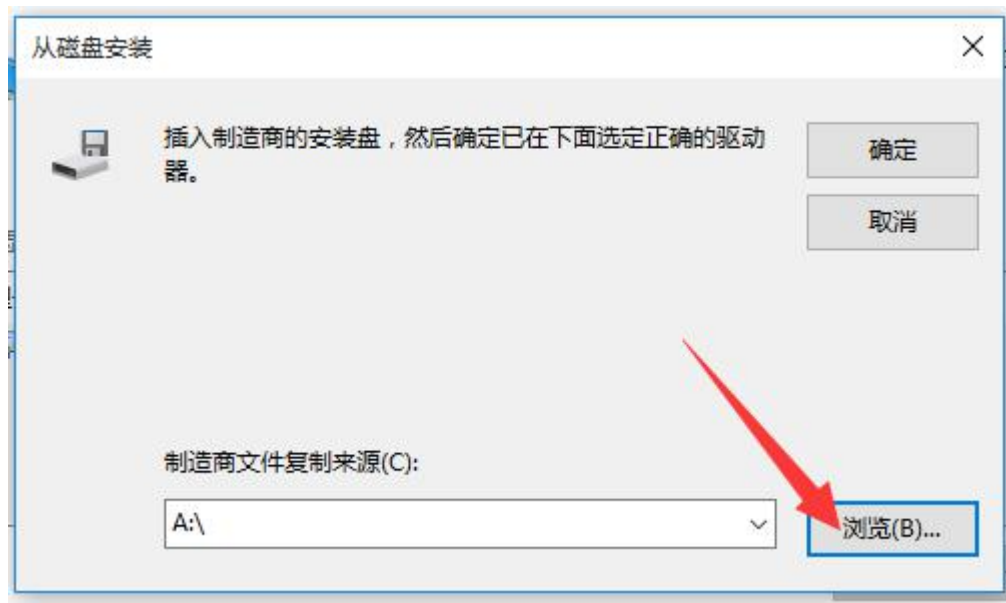 从磁盘安装
插入制造商的安装盘，然后确定已在下面选定正确的驱动
器。
确定
取消
制造商文件复制来源(C):
A:\
浏览(B)...